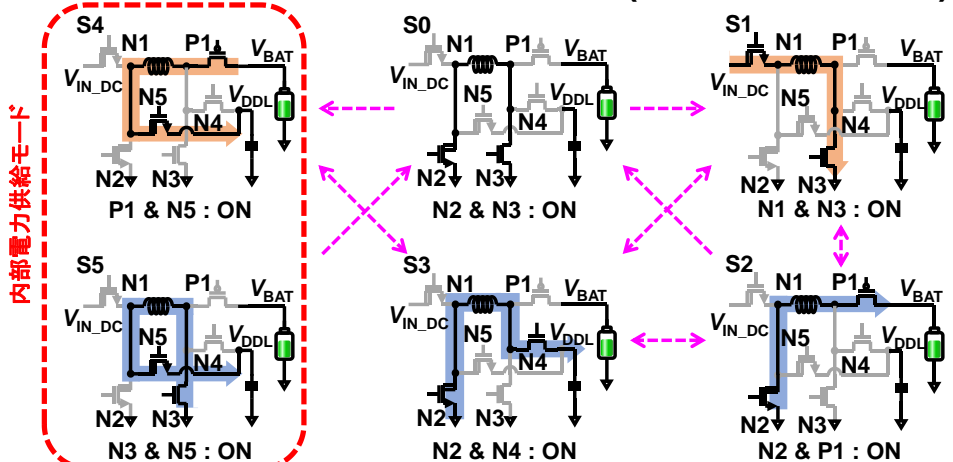 内部電力供給モード
S4
N1
P1
VBAT
VIN_DC
N5
VDDL
N4
N2
N3
P1 & N5 : ON
S0
N1
P1
VBAT
VIN_DC
N5
VDDL
N4
N2
N3
N2 & N3 : ON
S1
N1
P1
VBAT
VIN_DC
N5
VDDL
N4
N2
N3
N1 & N3 : ON
S5
N1
P1
VBAT
VIN_DC
N5
VDDL
N4
N2
N3
N3 & N5 : ON
S3
N1
P1
VBAT
VIN_DC
N5
VDDL
N4
N2
N3
N2 & N4 : ON
S2
N1
P1
VBAT
VIN_DC
N5
VDDL
N4
N2
N3
N2 & P1 : ON